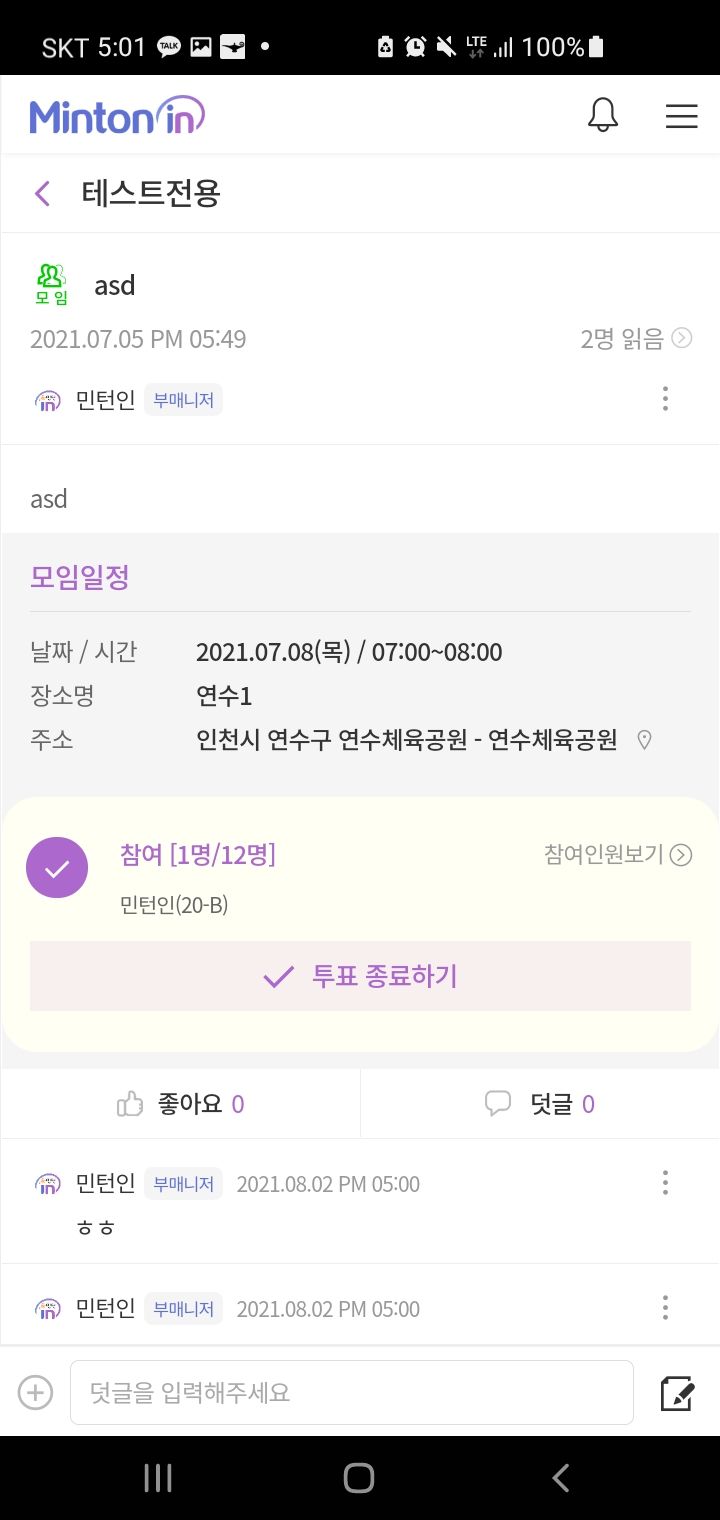 SKT 5:01 TALK LTE 100%
Minton in
테스트전용
모임 asd
2021.07.05 PM 05:49 2명 읽음
민턴인 부매니저
asd
모임일정
날짜 / 시간 2021.07.08(목) / 07:00~08:00
장소명 연수1
주소 인천시 연수구 연수체육공원 - 연수체육공원
참여 [1명/12명] 참여인원보기
민턴인(20-B)
투표 종료하기
좋아요 0 덧글 0
민턴인 부매니저 2021.08.02 PM 05:00
ㅎㅎ
민턴인 부매니저 2021.08.02 PM 05:00
덧글을 입력해주세요